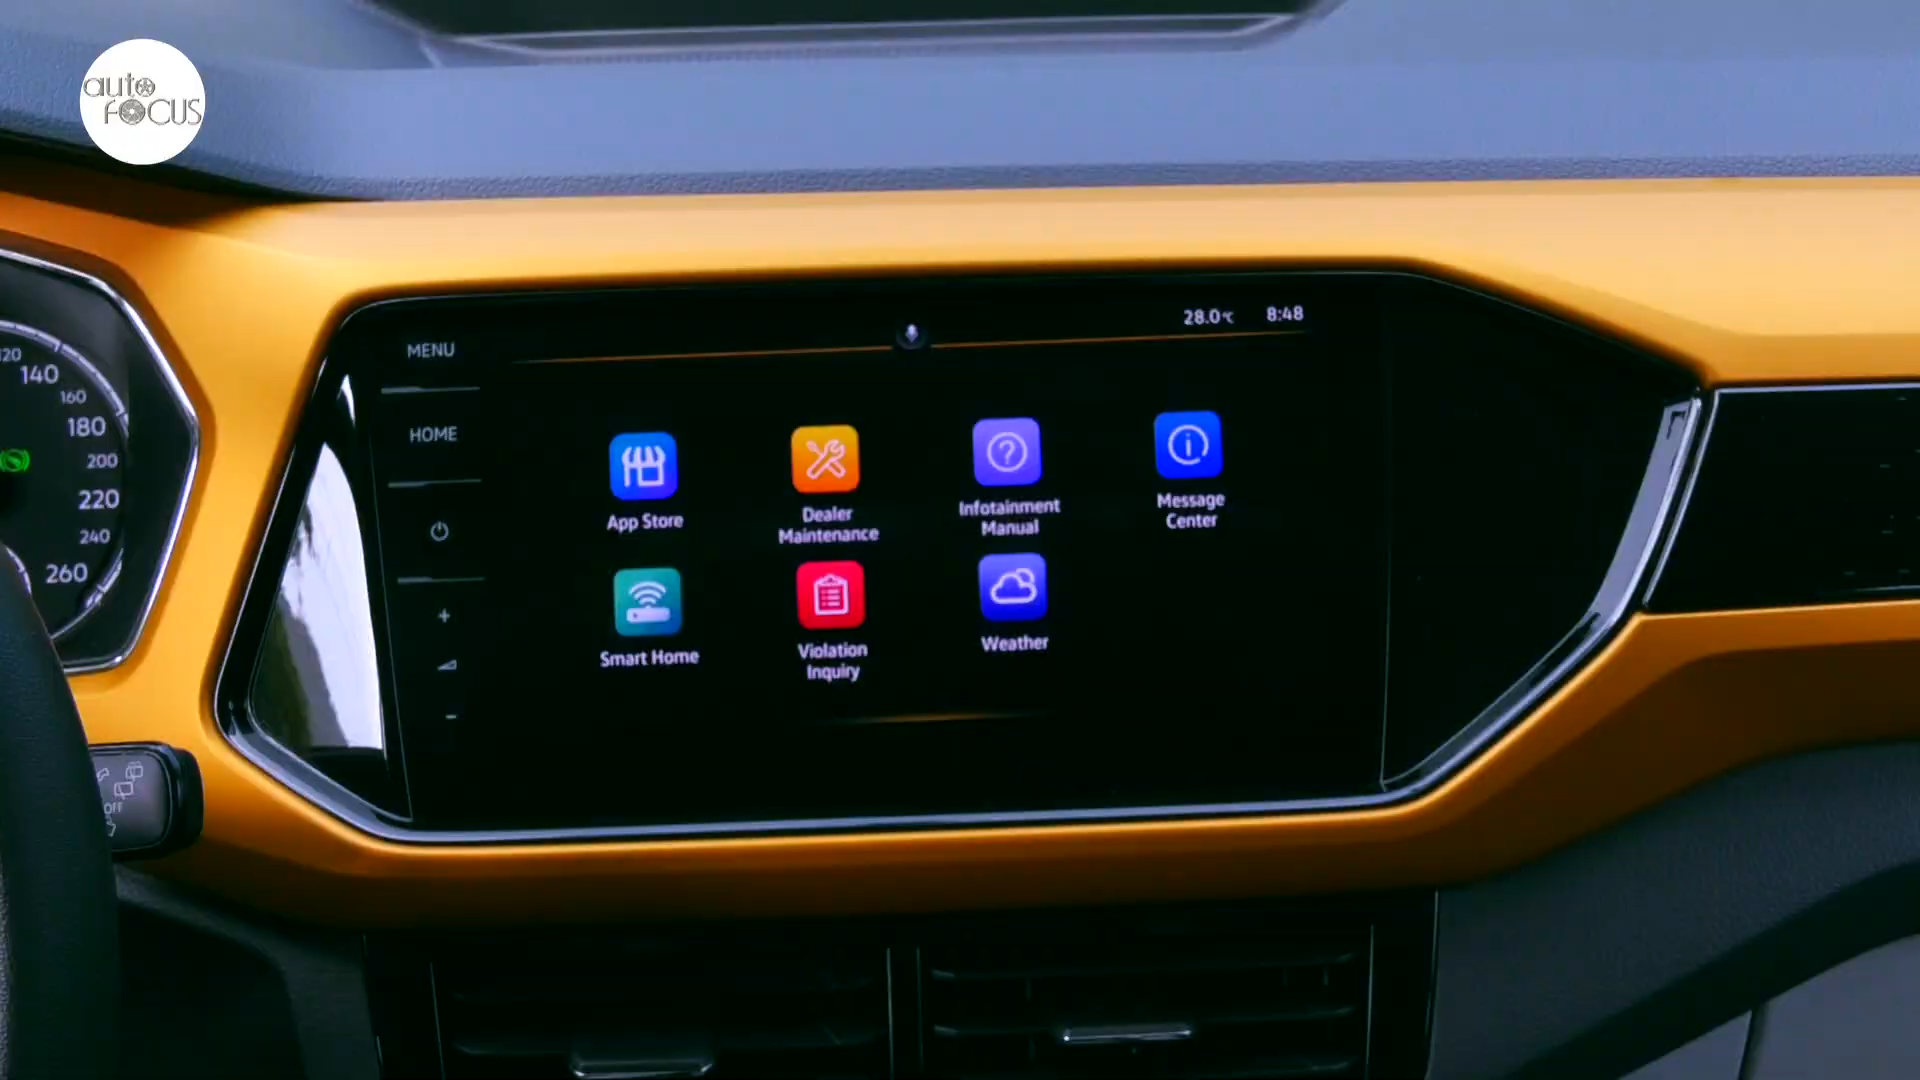 auto
FOCUS
28.0°C 8:48
MENU
HOME
App Store
Dealer
Maintenance
Infotainment
Manual
Message
Center
Smart Home
Violation
Inquiry
Weather
120
140
160
180
200
220
240
260
OFF